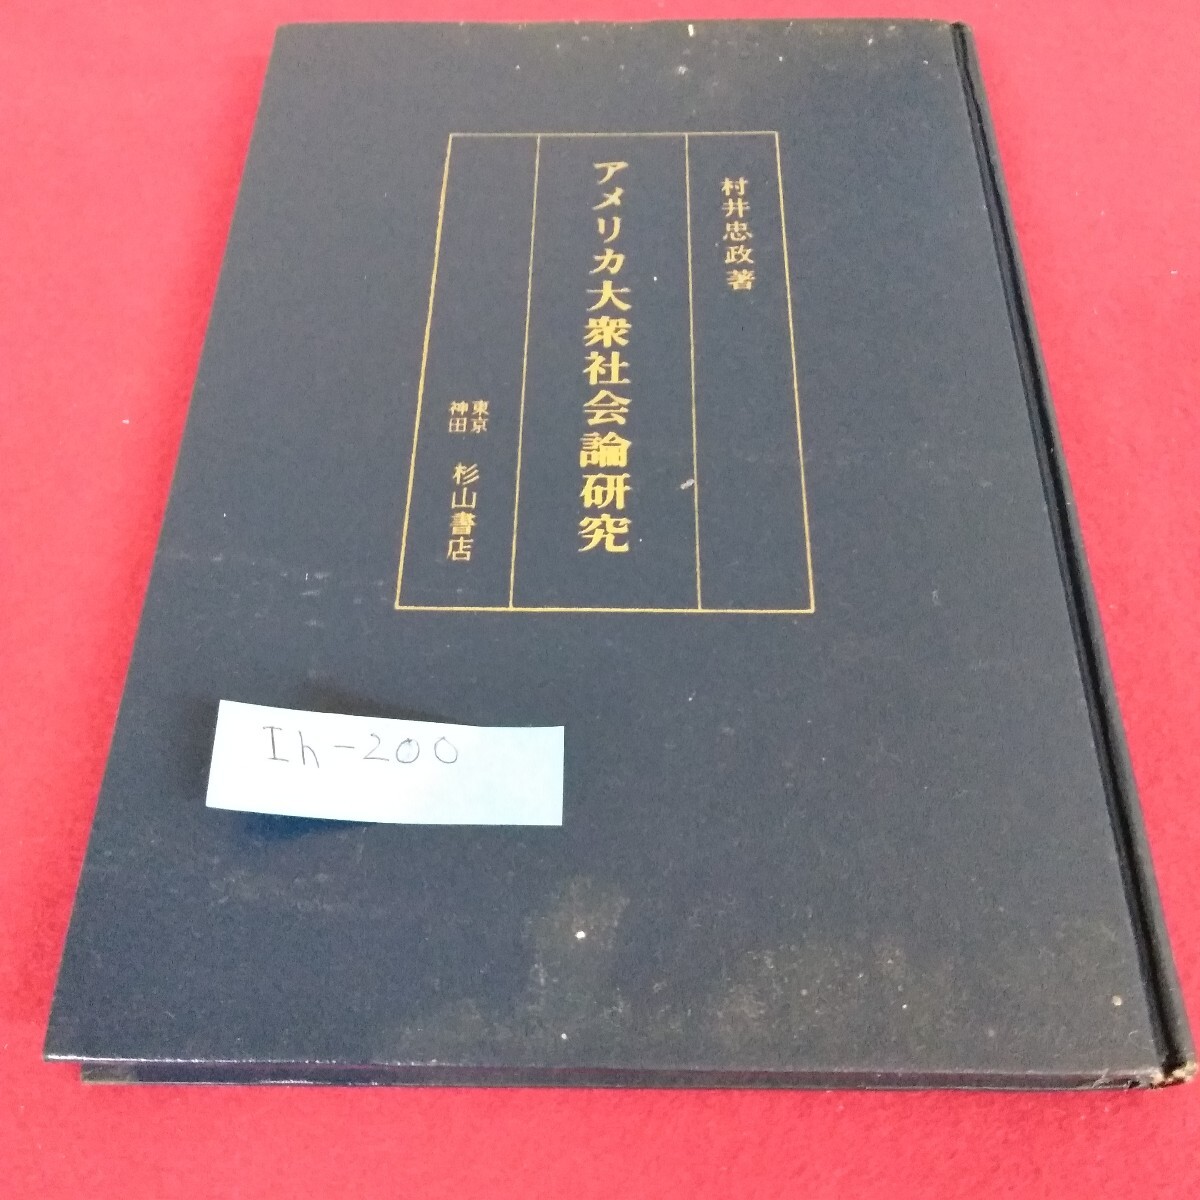 村井忠政著
アメリカ大衆社会論研究
東京
神田
杉山書店
Ih-200